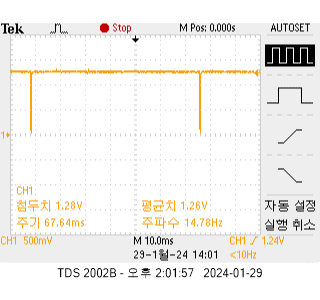 Tek Stop M Pos: 0.000s AUTOSET
1
CH1
첨두치 1.28V 평균치 1.26V
주기 67.64ms 주파수 14.78Hz
자동 설정
실행 취소
CH1 500mV M 10.0ms CH1 1.24V
29-1월-24 14:01 <10Hz
TDS 2002B - 오후 2:01:57 2024-01-29